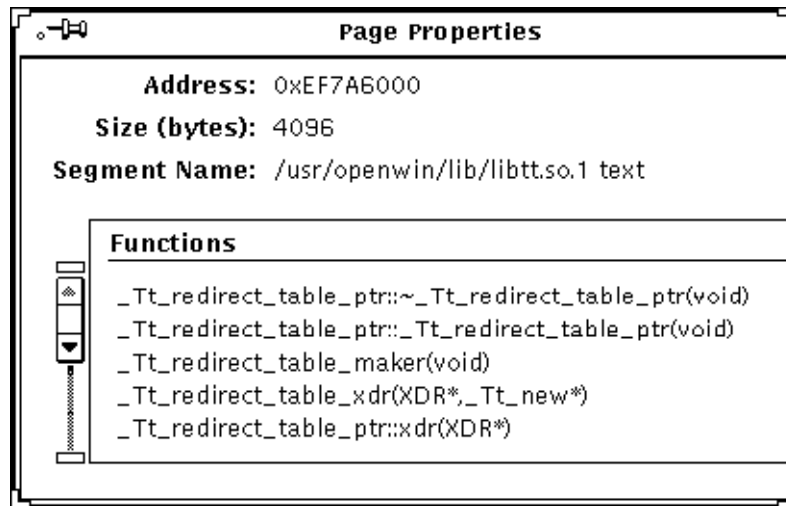 Page Properties
Address: 0xEF7A6000
Size (bytes): 4096
Segment Name: /usr/openwin/lib/libtt.so.1 text
Functions
_Tt_redirect_table_ptr::~_Tt_redirect_table_ptr(void)
_Tt_redirect_table_ptr::_Tt_redirect_table_ptr(void)
_Tt_redirect_table_maker(void)
_Tt_redirect_table_xdr(XDR*,_Tt_new*)
_Tt_redirect_table_ptr::xdr(XDR*)